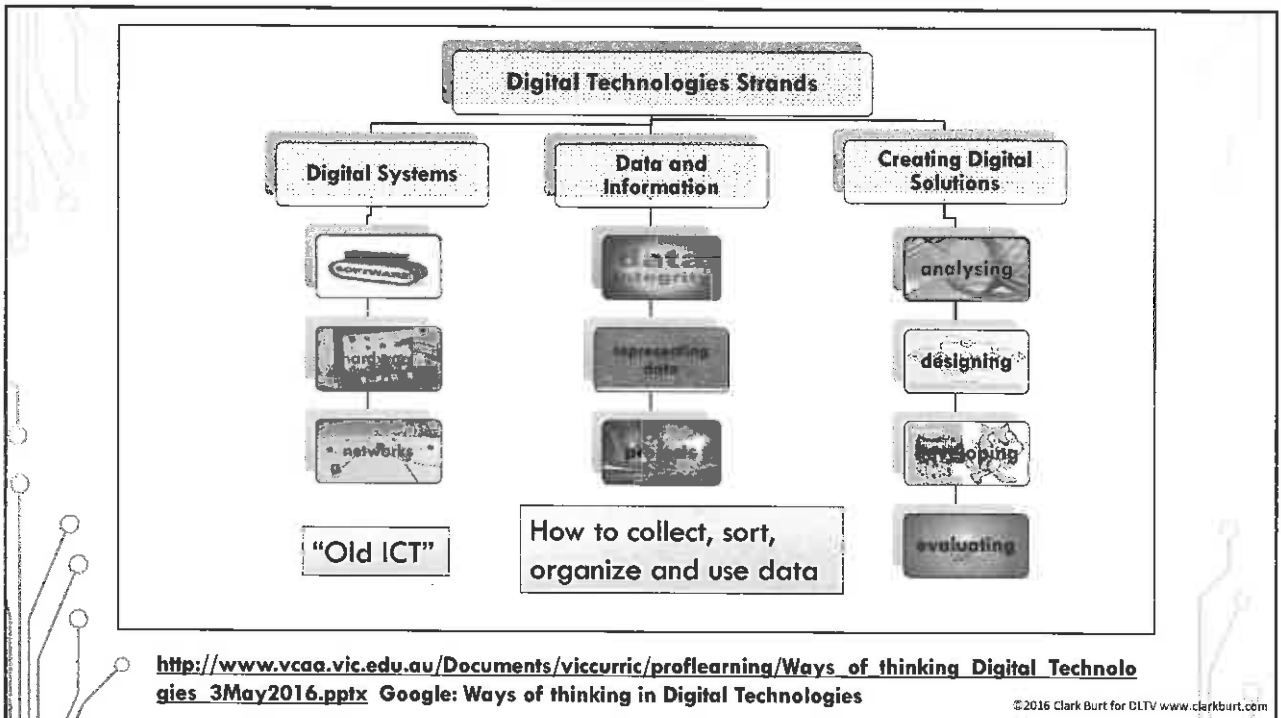 Digital Technologies Strands
Digital Systems
Data and
Information
Creating Digital
Solutions
SOFTWARE
data
integrity
analysing
hardware
representing
data
designing
networks
developing
"Old ICT"
How to collect, sort,
organize and use data
evaluating
http://www.vcaa.vic.edu.au/Documents/viccurric/proflearning/Ways_of_thinking_Digital_Technolo
gies_3May2016.pptx Google: Ways of thinking in Digital Technologies
©2016 Clark Burt for DLTV www.clarkburt.com